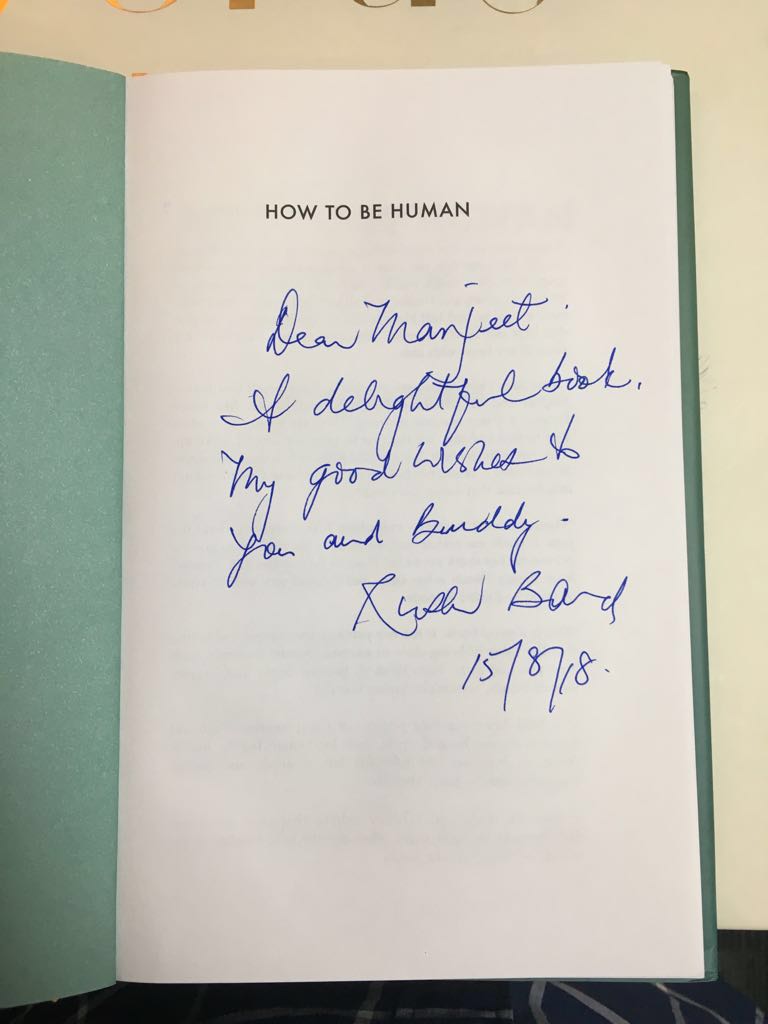 HOW TO BE HUMAN
Dear Manjeet.
A delightful book.
My good wishes to
you and Buddy.
Ruskin Bond
15/8/18.